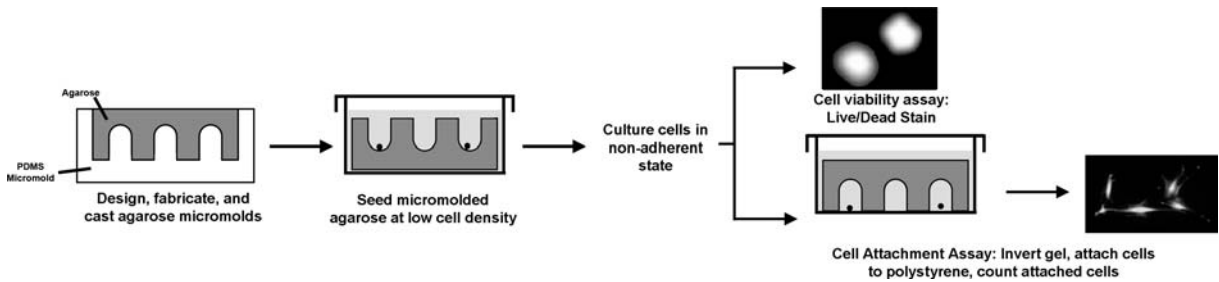 Agarose
PDMS
Micromold
Design, fabricate, and
cast agarose micromolds
Seed micromolded
agarose at low cell density
Culture cells in
non-adherent
state
Cell viability assay:
Live/Dead Stain
Cell Attachment Assay: Invert gel, attach cells
to polystyrene, count attached cells